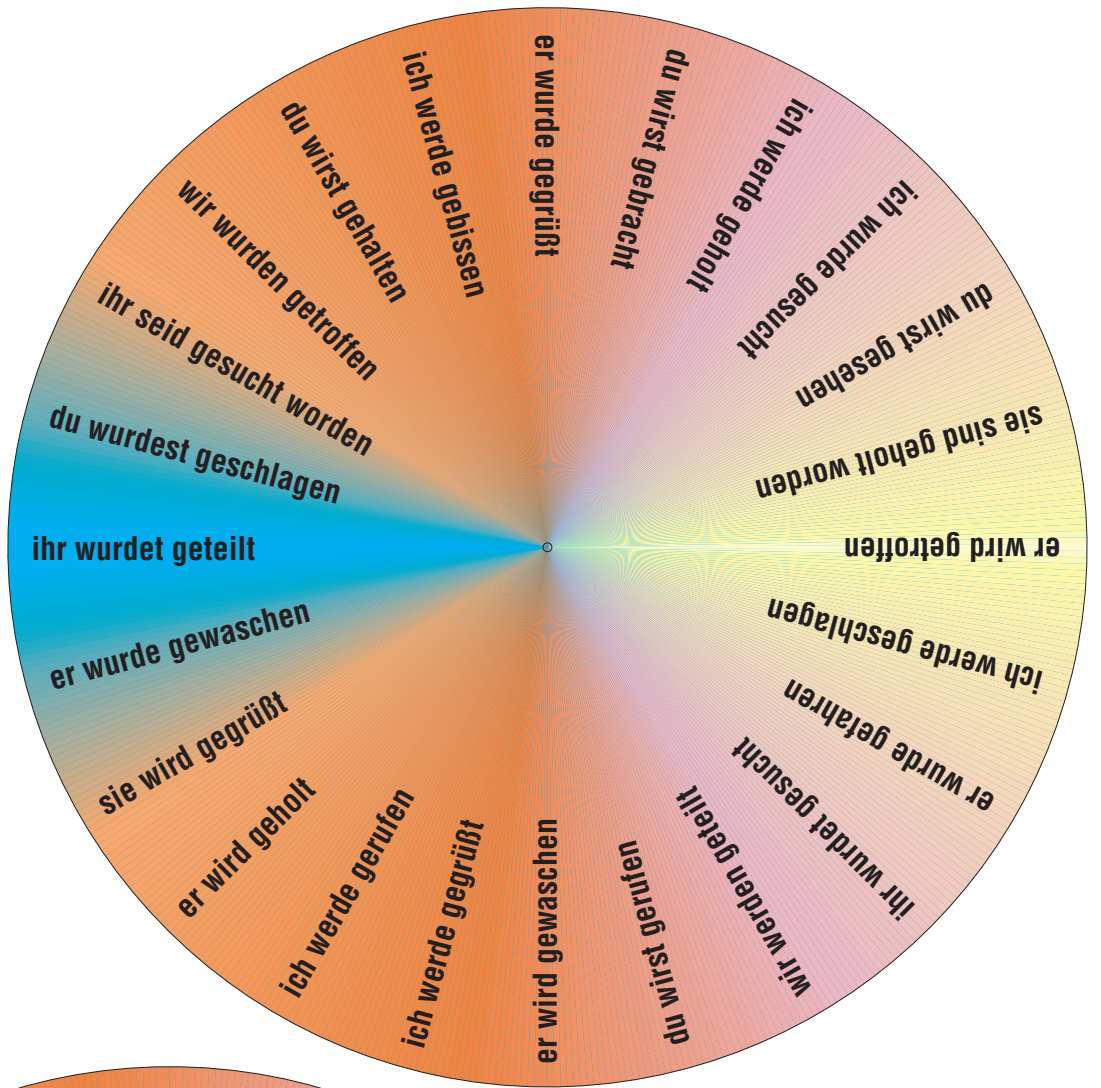 er wurde gegrüßt
du wirst gebracht
ich werde geholt
ich wurde gesucht
du wirst gesehen
sie sind geholt worden
er wird getroffen
ich werde geschlagen
er wurde gefahren
ihr wurdet gesucht
wir werden geteilt
du wirst gerufen
er wird gewaschen
ich werde gegrüßt
ich werde gerufen
er wird geholt
sie wird gegrüßt
er wurde gewaschen
ihr wurdet geteilt
du wurdest geschlagen
ihr seid gesucht worden
wir wurden getroffen
du wirst gehalten
ich werde gebissen